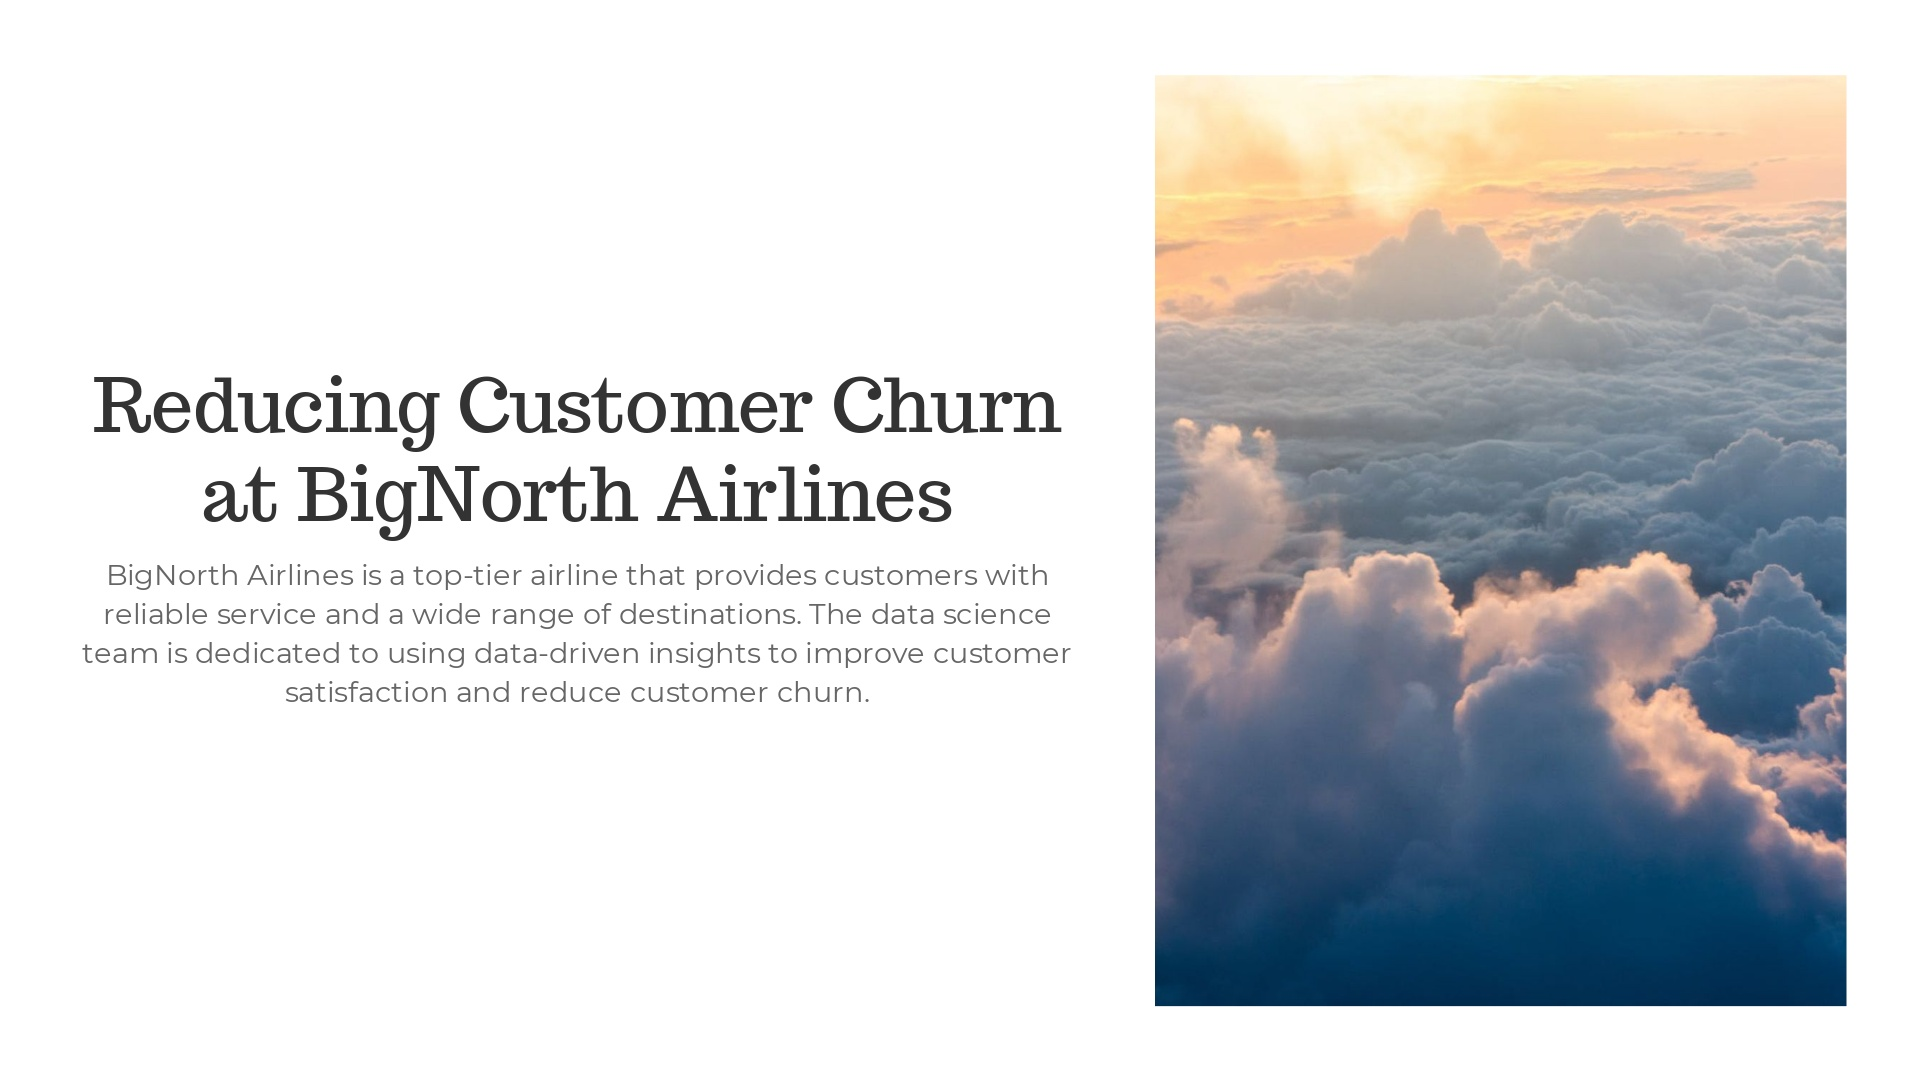 Reducing Customer Churn
at BigNorth Airlines
BigNorth Airlines is a top-tier airline that provides customers with
reliable service and a wide range of destinations. The data science
team is dedicated to using data-driven insights to improve customer
satisfaction and reduce customer churn.